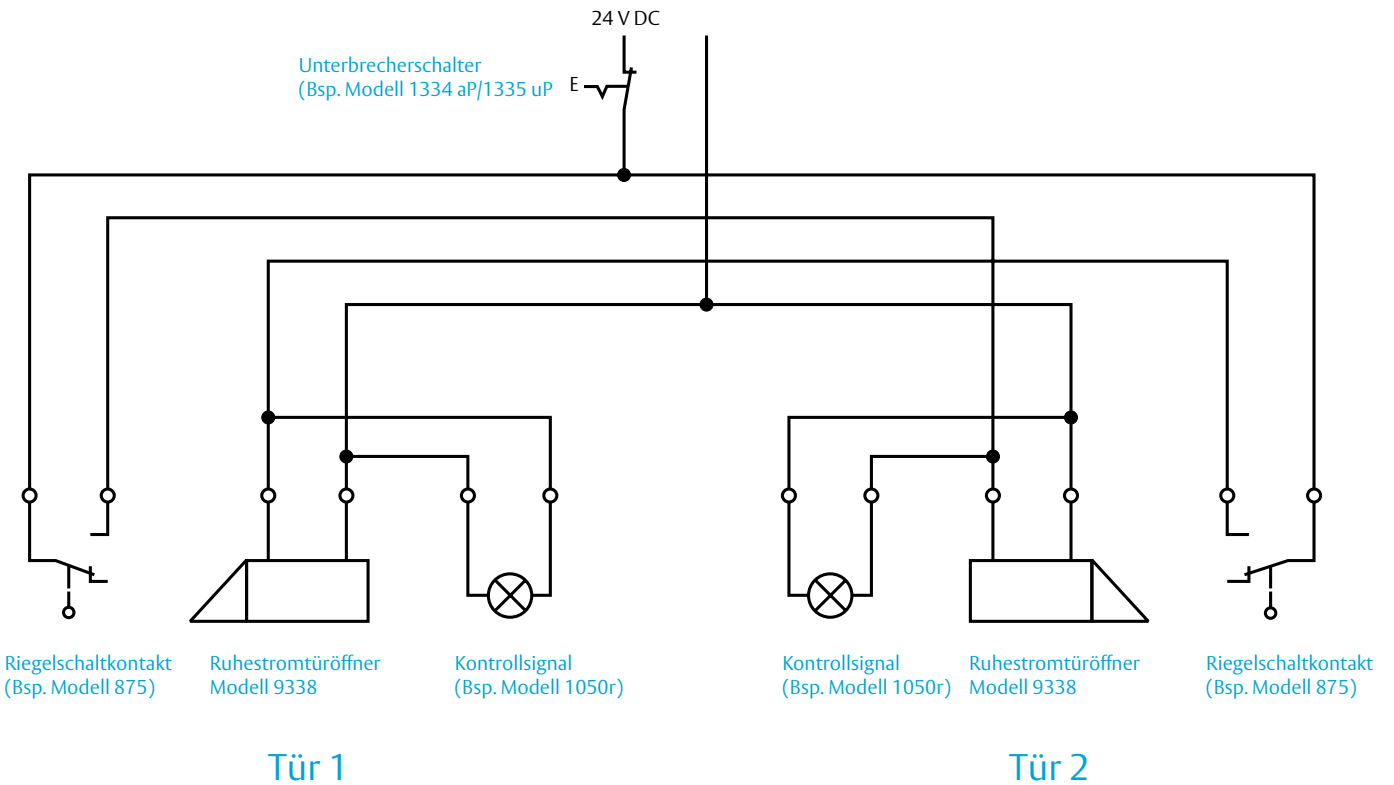 24 V DC
Unterbrecherschalter
(Bsp. Modell 1334 aP/1335 uP
E
Riegelschaltkontakt
(Bsp. Modell 875)
Ruhestromtüröffner
Modell 9338
Kontrollsignal
(Bsp. Modell 1050r)
Kontrollsignal
(Bsp. Modell 1050r)
Ruhestromtüröffner
Modell 9338
Riegelschaltkontakt
(Bsp. Modell 875)
Tür 1
Tür 2